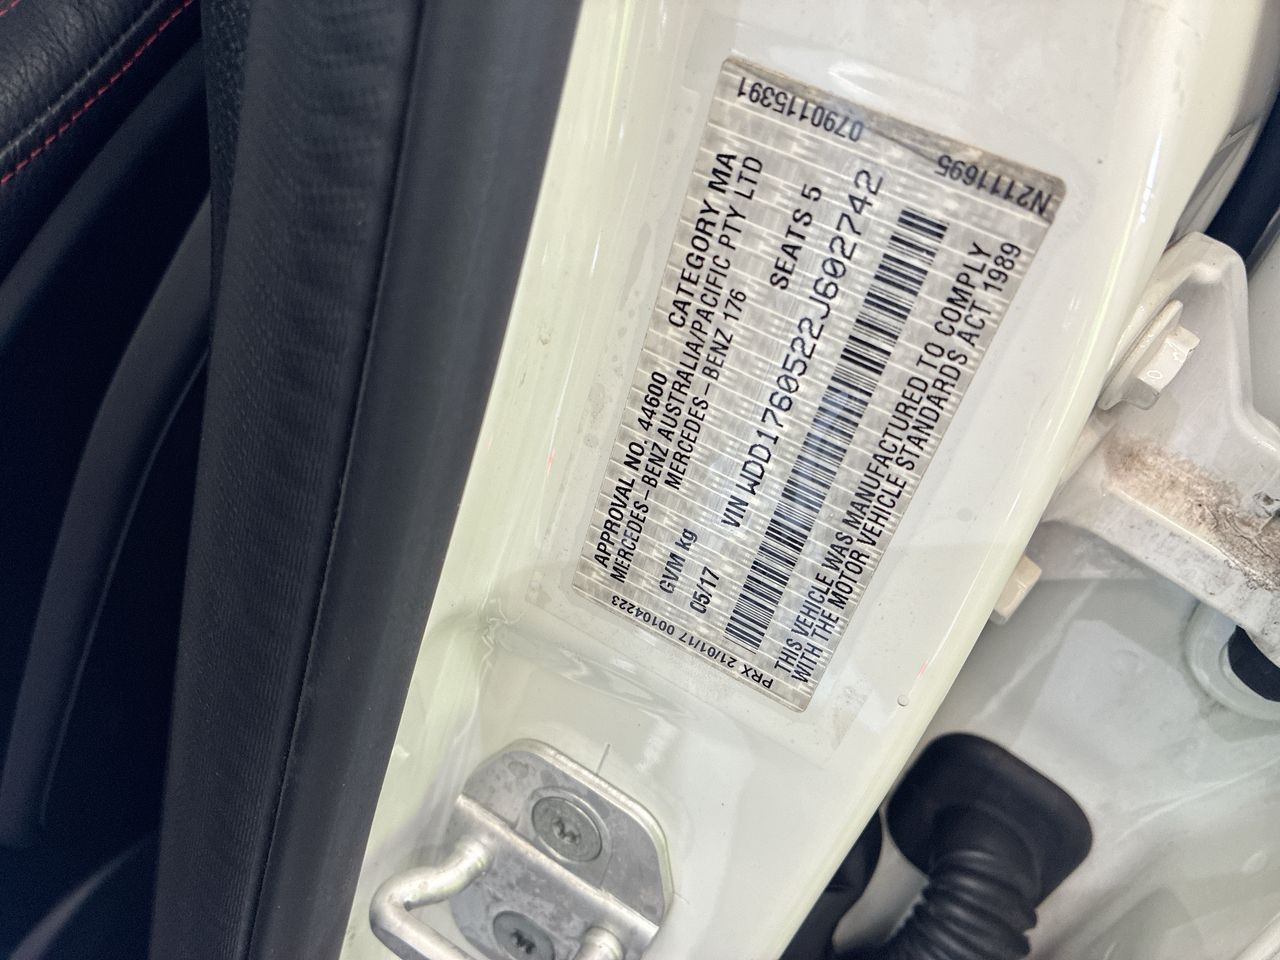 APPROVAL NO. 44600 CATEGORY MA
MERCEDES-BENZ AUSTRALIA/PACIFIC PTY LTD
MERCEDES-BENZ 176
GVM kg SEATS 5
05/17 VIN WDD1760522J602742
THIS VEHICLE WAS MANUFACTURED TO COMPLY
WITH THE MOTOR VEHICLE STANDARDS ACT 1989
PRX 21/01/17 00104223
N2111695 0790115391